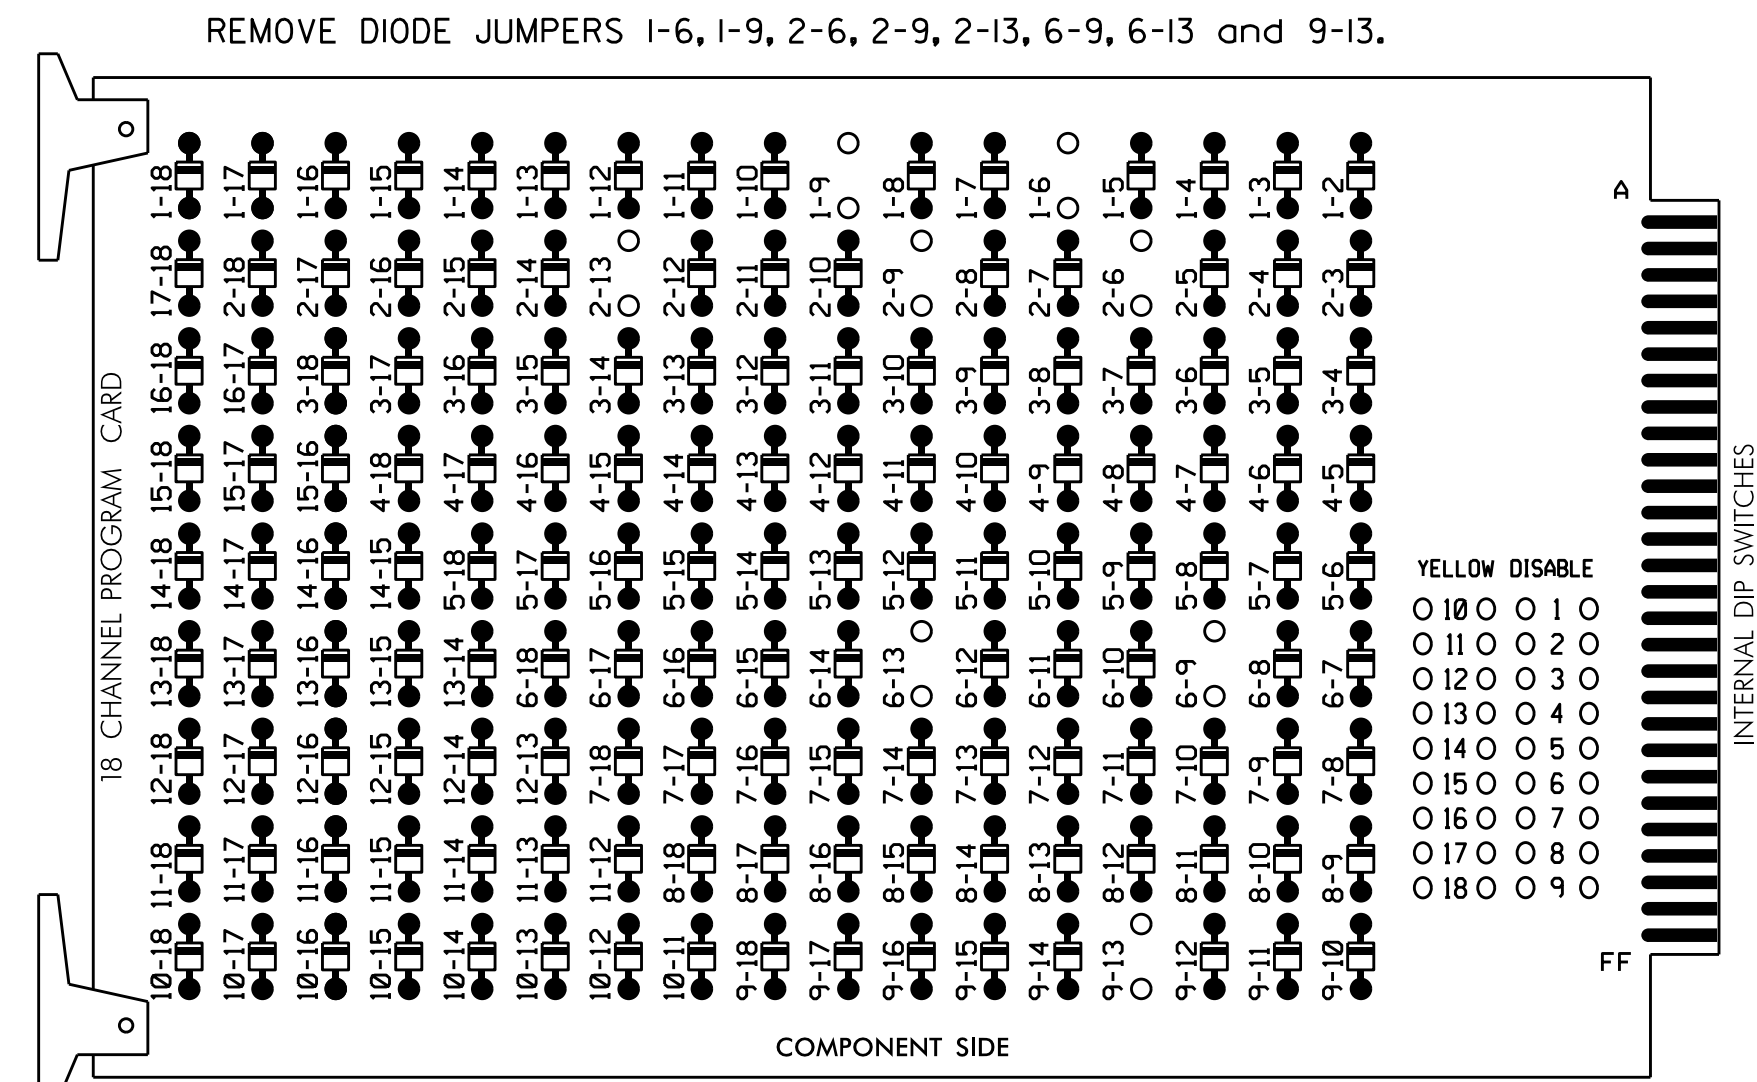 REMOVE DIODE JUMPERS 1-6, 1-9, 2-6, 2-9, 2-13, 6-9, 6-13 and 9-13.
1-18 1-17 1-16 1-15 1-14 1-13 1-12 1-11 1-10 1-9 1-8 1-7 1-6 1-5 1-4 1-3 1-2
A
17-18 2-18 2-17 2-16 2-15 2-14 2-13 2-12 2-11 2-10 2-9 2-8 2-7 2-6 2-5 2-4 2-3
16-18 16-17 3-18 3-17 3-16 3-15 3-14 3-13 3-12 3-11 3-10 3-9 3-8 3-7 3-6 3-5 3-4
15-18 15-17 15-16 4-18 4-17 4-16 4-15 4-14 4-13 4-12 4-11 4-10 4-9 4-8 4-7 4-6 4-5
14-18 14-17 14-16 14-15 5-18 5-17 5-16 5-15 5-14 5-13 5-12 5-11 5-10 5-9 5-8 5-7 5-6
13-18 13-17 13-16 13-15 13-14 6-18 6-17 6-16 6-15 6-14 6-13 6-12 6-11 6-10 6-9 6-8 6-7
12-18 12-17 12-16 12-15 12-14 12-13 7-18 7-17 7-16 7-15 7-14 7-13 7-12 7-11 7-10 7-9 7-8
11-18 11-17 11-16 11-15 11-14 11-13 11-12 8-18 8-17 8-16 8-15 8-14 8-13 8-12 8-11 8-10 8-9
10-18 10-17 10-16 10-15 10-14 10-13 10-12 10-11 9-18 9-17 9-16 9-15 9-14 9-13 9-12 9-11 9-10
18 CHANNEL PROGRAM CARD
YELLOW DISABLE
10 1
11 2
12 3
13 4
14 5
15 6
16 7
17 8
18 9
FF
INTERNAL DIP SWITCHES
COMPONENT SIDE